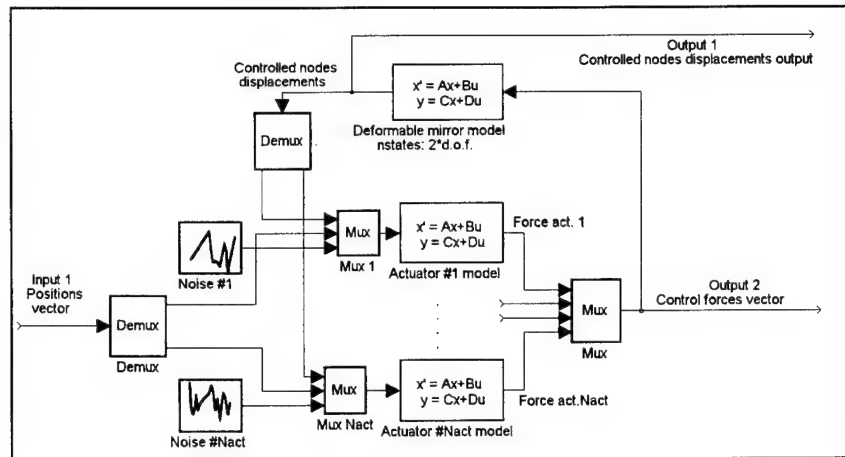 Output 1
Controlled nodes displacements output
Controlled nodes
displacements
x' = Ax+Bu
y = Cx+Du
Deformable mirror model
nstates: 2*d.o.f.
Demux
Noise #1
Mux
Mux 1
x' = Ax+Bu
y = Cx+Du
Actuator #1 model
Force act. 1
Input 1
Positions
vector
Demux
Demux
Mux
Mux
Output 2
Control forces vector
Noise #Nact
Mux
Mux Nact
x' = Ax+Bu
y = Cx+Du
Actuator #Nact model
Force act.Nact